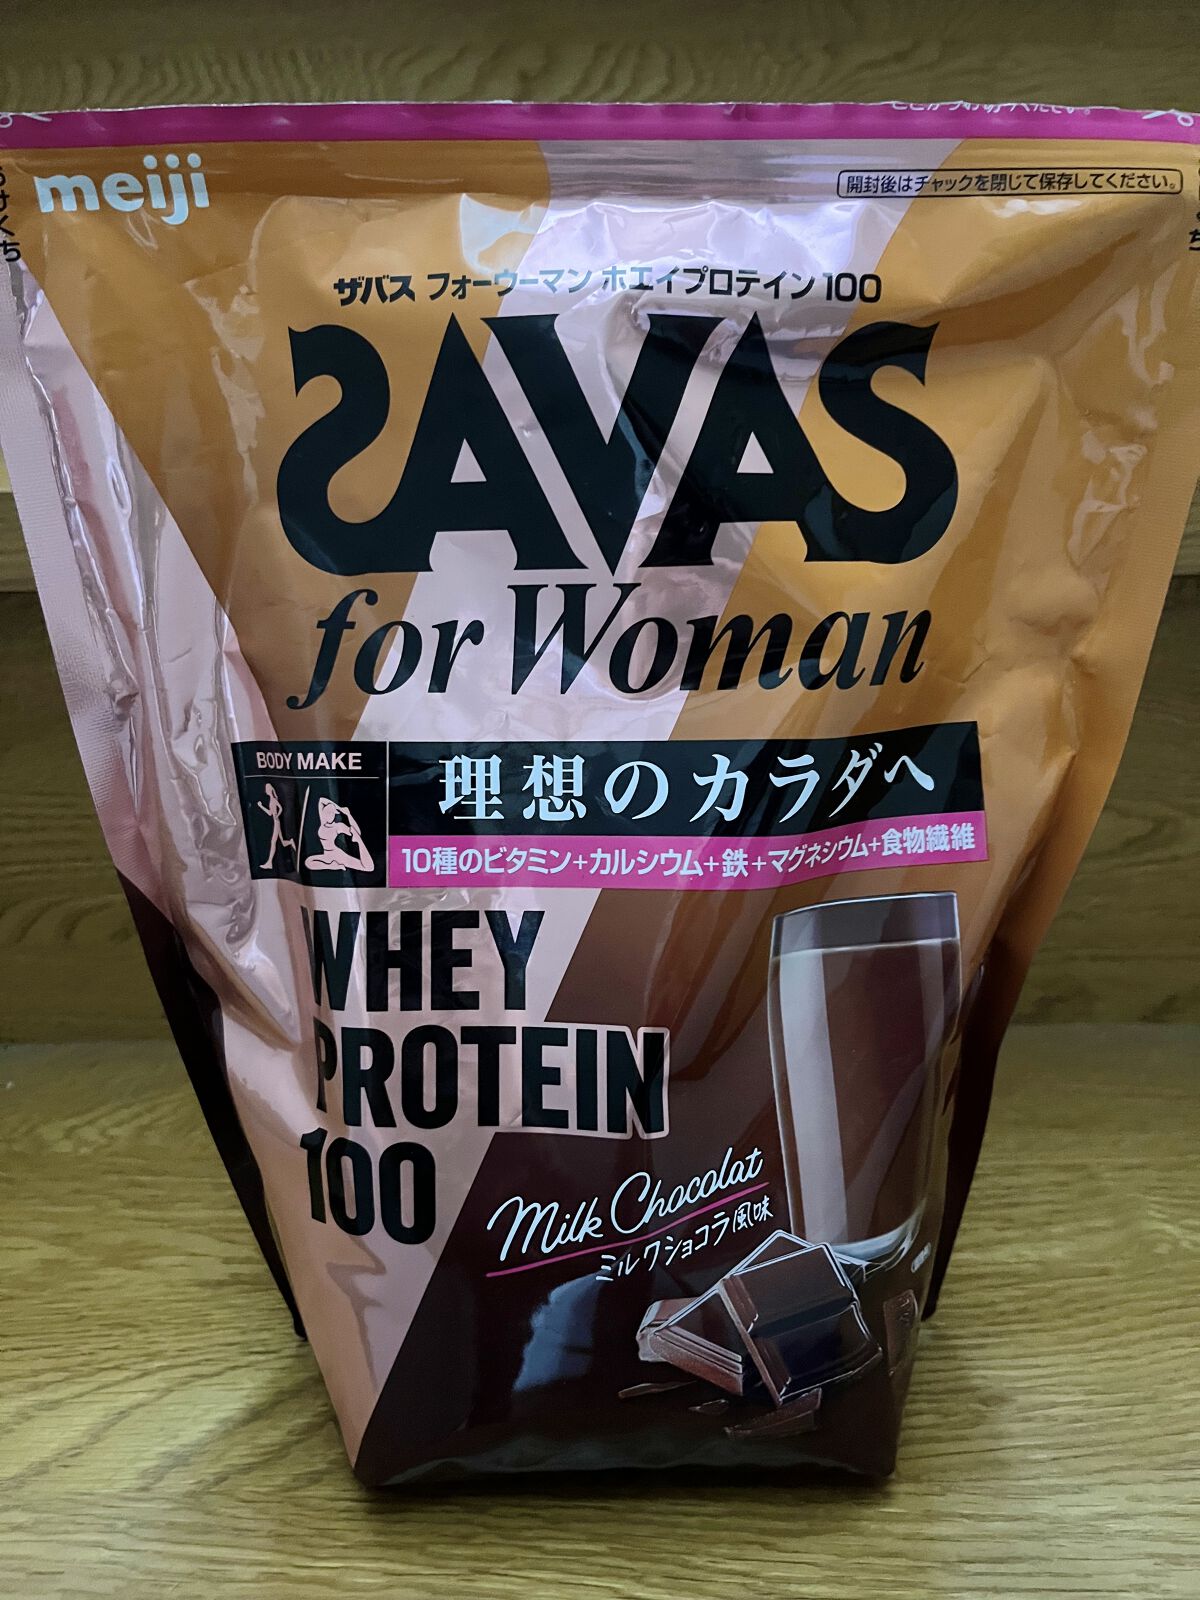 meiji
開封後はチャックを閉じて保存してください。
ザバス フォーウーマン ホエイプロテイン100
SAVAS
for Woman
BODY MAKE
理想のカラダへ
10種のビタミン+カルシウム+鉄+マグネシウム+食物繊維
WHEY
PROTEIN
100
Milk Chocolat
ミルクショコラ風味